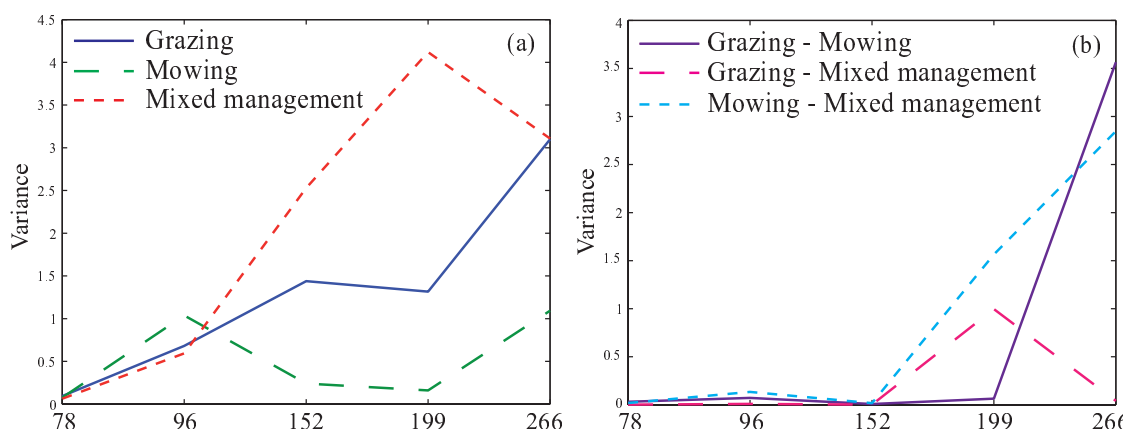 4.5
4
3.5
3
2.5
2
1.5
1
0.5
0
Variance
Grazing
Mowing
Mixed management
(a)
78 96 152 199 266
4
3.5
3
2.5
2
1.5
1
0.5
0
Variance
Grazing - Mowing
Grazing - Mixed management
Mowing - Mixed management
(b)
78 96 152 199 266